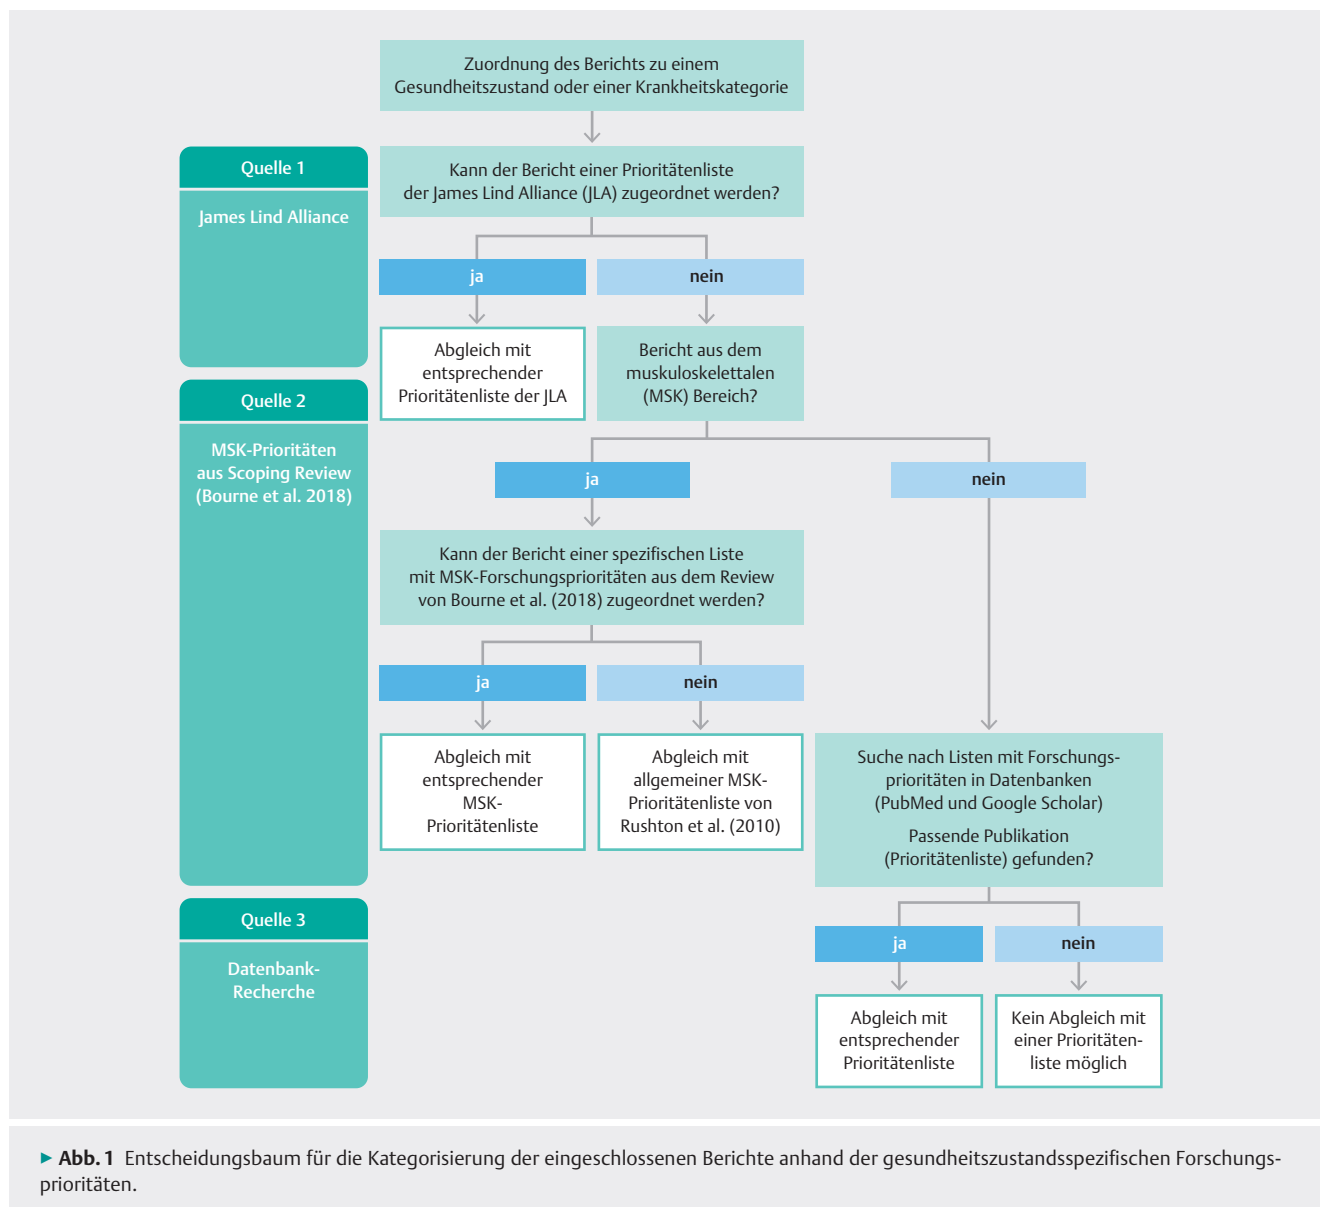 Zuordnung des Berichts zu einem
Gesundheitszustand oder einer Krankheitskategorie
Quelle 1
James Lind Alliance
Kann der Bericht einer Prioritätenliste
der James Lind Alliance (JLA) zugeordnet werden?
ja
nein
Abgleich mit
entsprechender
Prioritätenliste der JLA
Bericht aus dem
muskuloskelettalen
(MSK) Bereich?
Quelle 2
MSK-Prioritäten
aus Scoping Review
(Bourne et al. 2018)
ja
nein
Kann der Bericht einer spezifischen Liste
mit MSK-Forschungsprioritäten aus dem Review
von Bourne et al. (2018) zugeordnet werden?
ja
nein
Abgleich mit
entsprechender
MSK-
Prioritätenliste
Abgleich mit
allgemeiner MSK-
Prioritätenliste von
Rushton et al. (2010)
Suche nach Listen mit Forschungs-
prioritäten in Datenbanken
(PubMed und Google Scholar)
Passende Publikation
(Prioritätenliste) gefunden?
Quelle 3
Datenbank-
Recherche
ja
nein
Abgleich mit
entsprechender
Prioritätenliste
Kein Abgleich mit
einer Prioritäten-
liste möglich
▶ Abb. 1 Entscheidungsbaum für die Kategorisierung der eingeschlossenen Berichte anhand der gesundheitszustandsspezifischen Forschungs-
prioritäten.